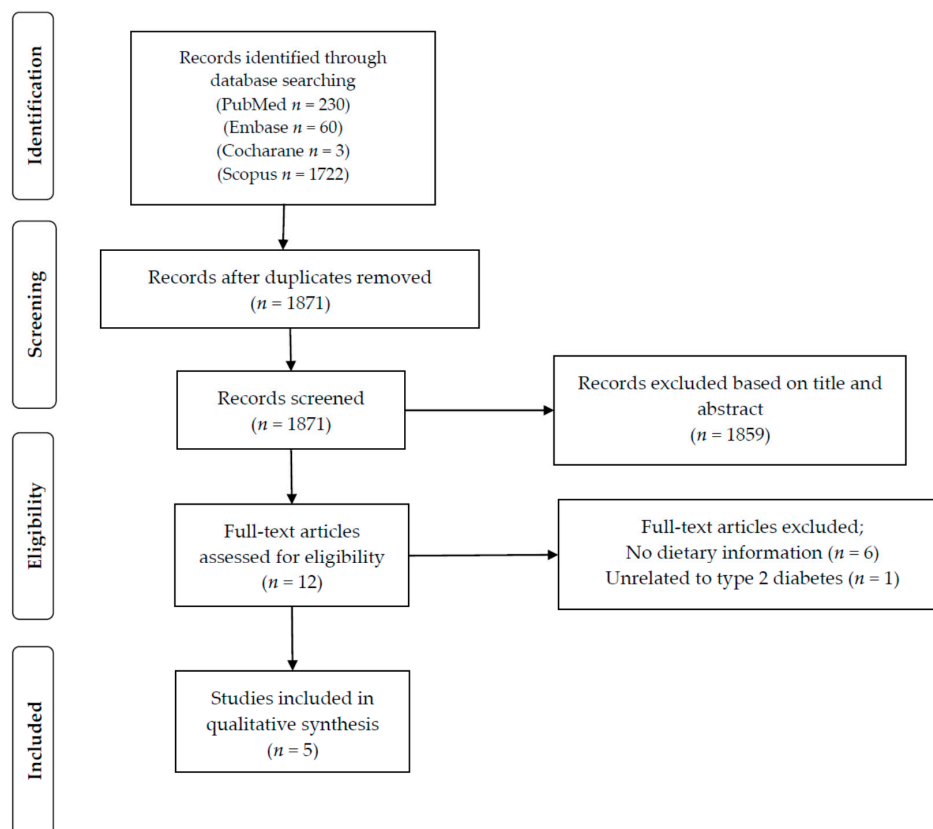 Identification
Records identified through
database searching
(PubMed n = 230)
(Embase n = 60)
(Cocharane n = 3)
(Scopus n = 1722)
Screening
Records after duplicates removed
(n = 1871)
Records screened
(n = 1871)
Records excluded based on title and
abstract
(n = 1859)
Eligibility
Full-text articles
assessed for eligibility
(n = 12)
Full-text articles excluded;
No dietary information (n = 6)
Unrelated to type 2 diabetes (n = 1)
Included
Studies included in
qualitative synthesis
(n = 5)